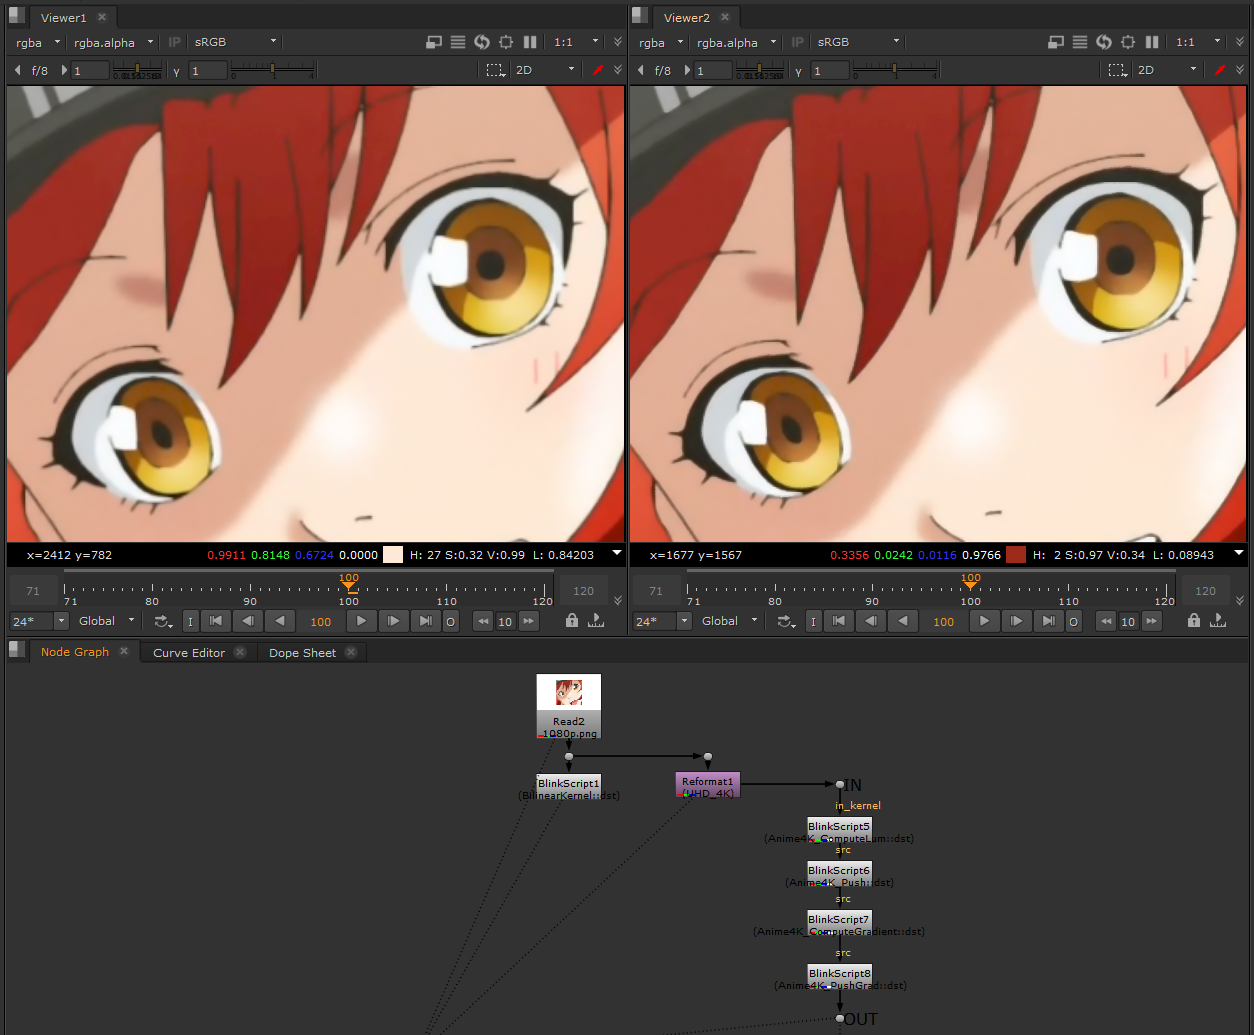 Viewer1
Viewer2
rgba rgba.alpha IP sRGB 1:1
rgba rgba.alpha IP sRGB 1:1
f/8 1 Y 1 0 1 4 2D
f/8 1 Y 1 0 1 4 2D
x=2412 y=782 0.9911 0.8148 0.6724 0.0000 H: 27 S:0.32 V:0.99 L: 0.84203
x=1677 y=1567 0.3356 0.0242 0.0116 0.9766 H: 2 S:0.97 V:0.34 L: 0.08943
100
71 71 80 90 100 110 120 120
100
71 71 80 90 100 110 120 120
24* Global I 100 O 10
24* Global I 100 O 10
Node Graph Curve Editor Dope Sheet
Read2
1080p.png
BlinkScript1
(BilinearKernel::dst)
Reformat1
(UHD_4K)
IN
in_kernel
BlinkScript5
(Anime4K_ComputeLum::dst)
src
BlinkScript6
(Anime4K_Push::dst)
src
BlinkScript7
(Anime4K_ComputeGradient::dst)
src
BlinkScript8
(Anime4K_PushGrad::dst)
OUT